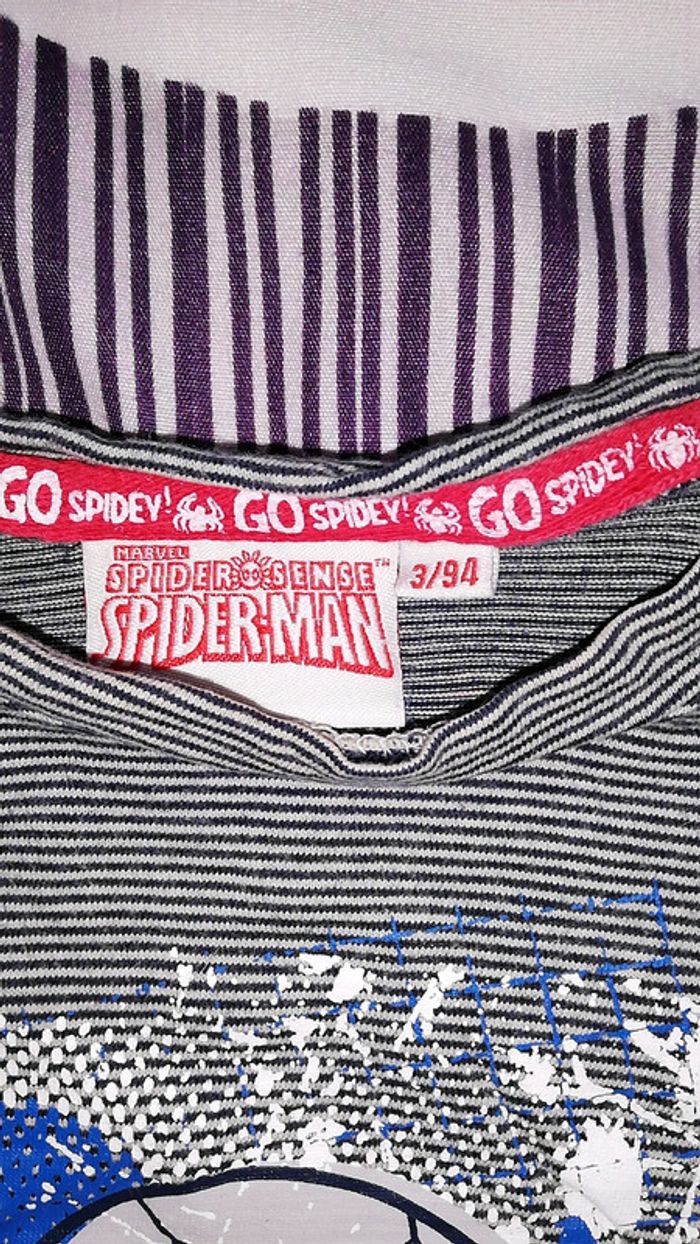 GO SPIDEY! GO SPIDEY! GO SPIDEY!
MARVEL
SPIDER SENSE™
SPIDER-MAN
3/94